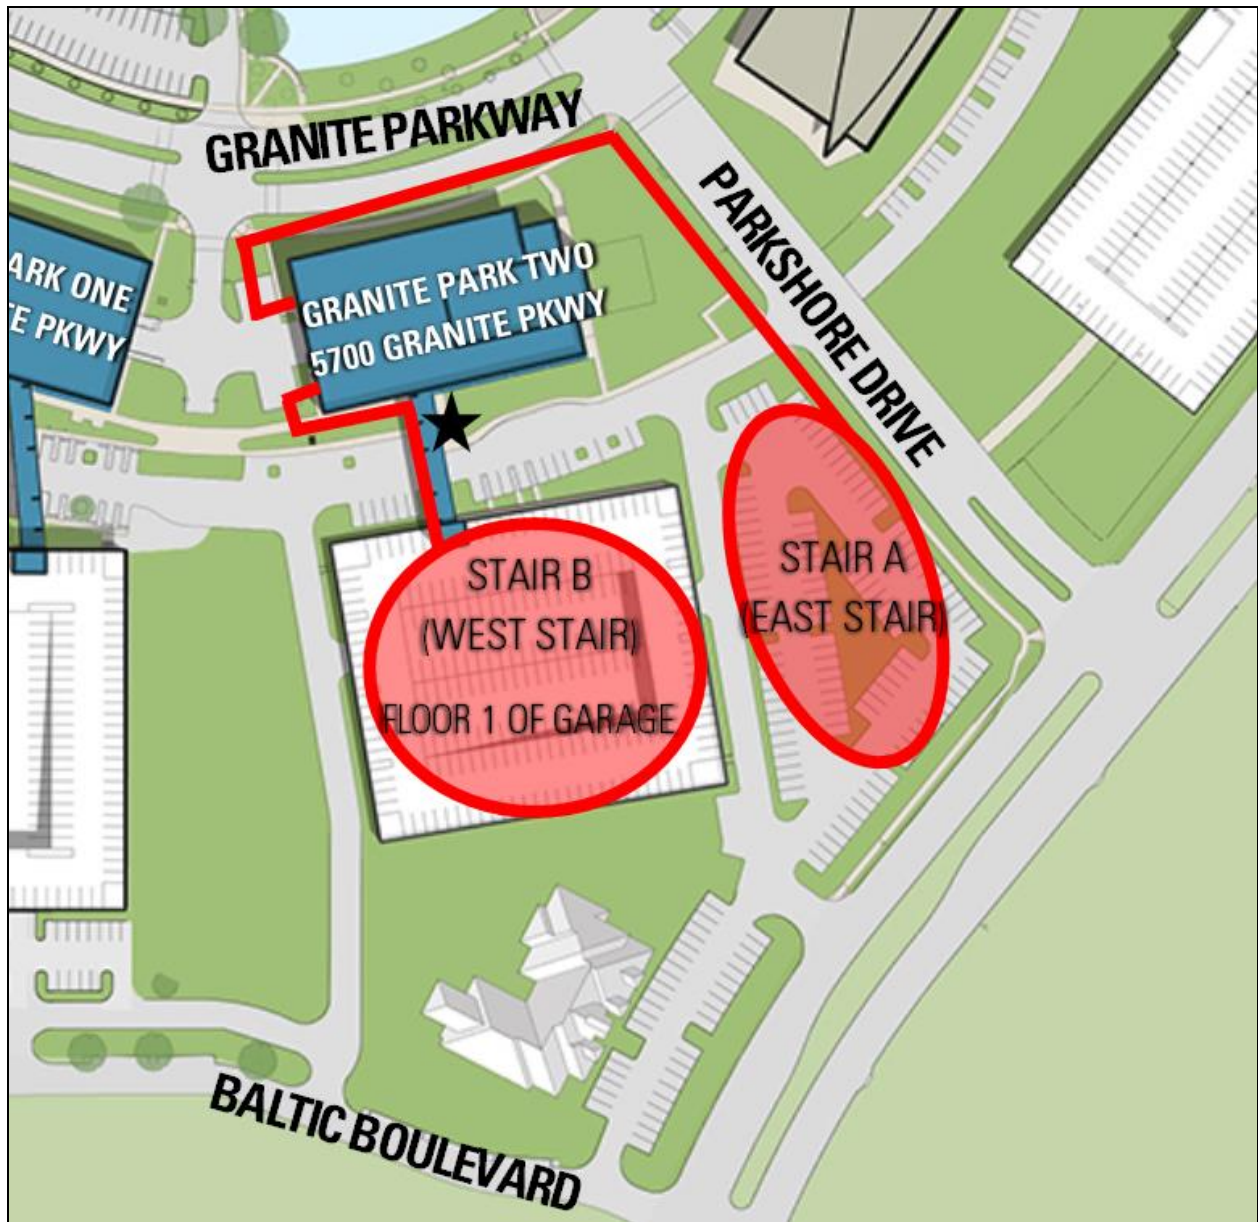 GRANITE PARKWAY
PARKSHORE DRIVE
ARK ONE
E PKWY
GRANITE PARK TWO
5700 GRANITE PKWY
STAIR A
(EAST STAIR)
STAIR B
(WEST STAIR)
FLOOR 1 OF GARAGE
BALTIC BOULEVARD